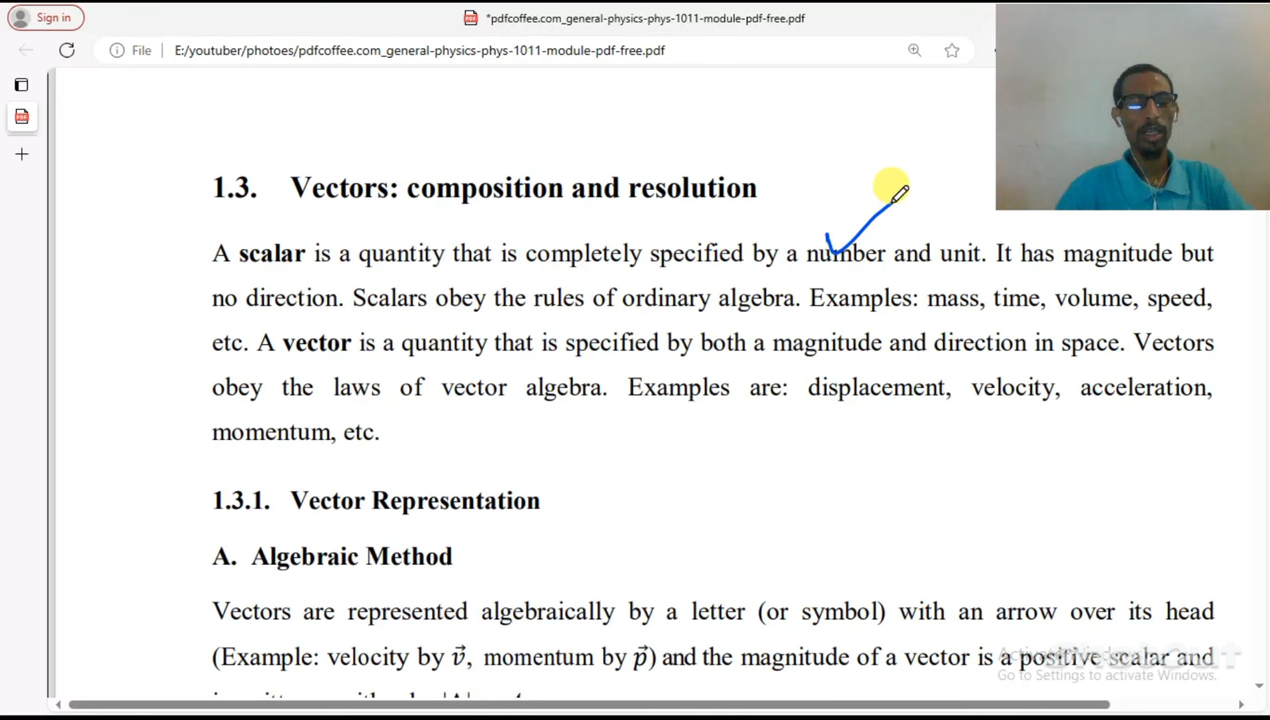 Sign in
*pdfcoffee.com_general-physics-phys-1011-module-pdf-free.pdf
File
E:/youtuber/photoes/pdfcoffee.com_general-physics-phys-1011-module-pdf-free.pdf
1.3. Vectors: composition and resolution
A scalar is a quantity that is completely specified by a number and unit. It has magnitude but
no direction. Scalars obey the rules of ordinary algebra. Examples: mass, time, volume, speed,
etc. A vector is a quantity that is specified by both a magnitude and direction in space. Vectors
obey the laws of vector algebra. Examples are: displacement, velocity, acceleration,
momentum, etc.
1.3.1. Vector Representation
A. Algebraic Method
Vectors are represented algebraically by a letter (or symbol) with an arrow over its head
(Example: velocity by v⃗, momentum by p⃗) and the magnitude of a vector is a positive scalar and
Go to Settings to activate Windows.